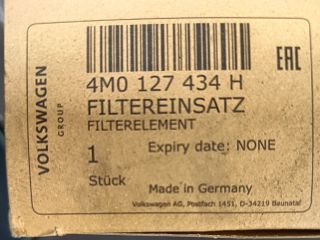 VOLKSWAGEN
GROUP
4M0 127 434 H
FILTEREINSATZ
FILTERELEMENT
1
Stück
Expiry date: NONE
Made in Germany
Volkswagen AG, Postfach 1451, D-34219 Baunatal
EAC